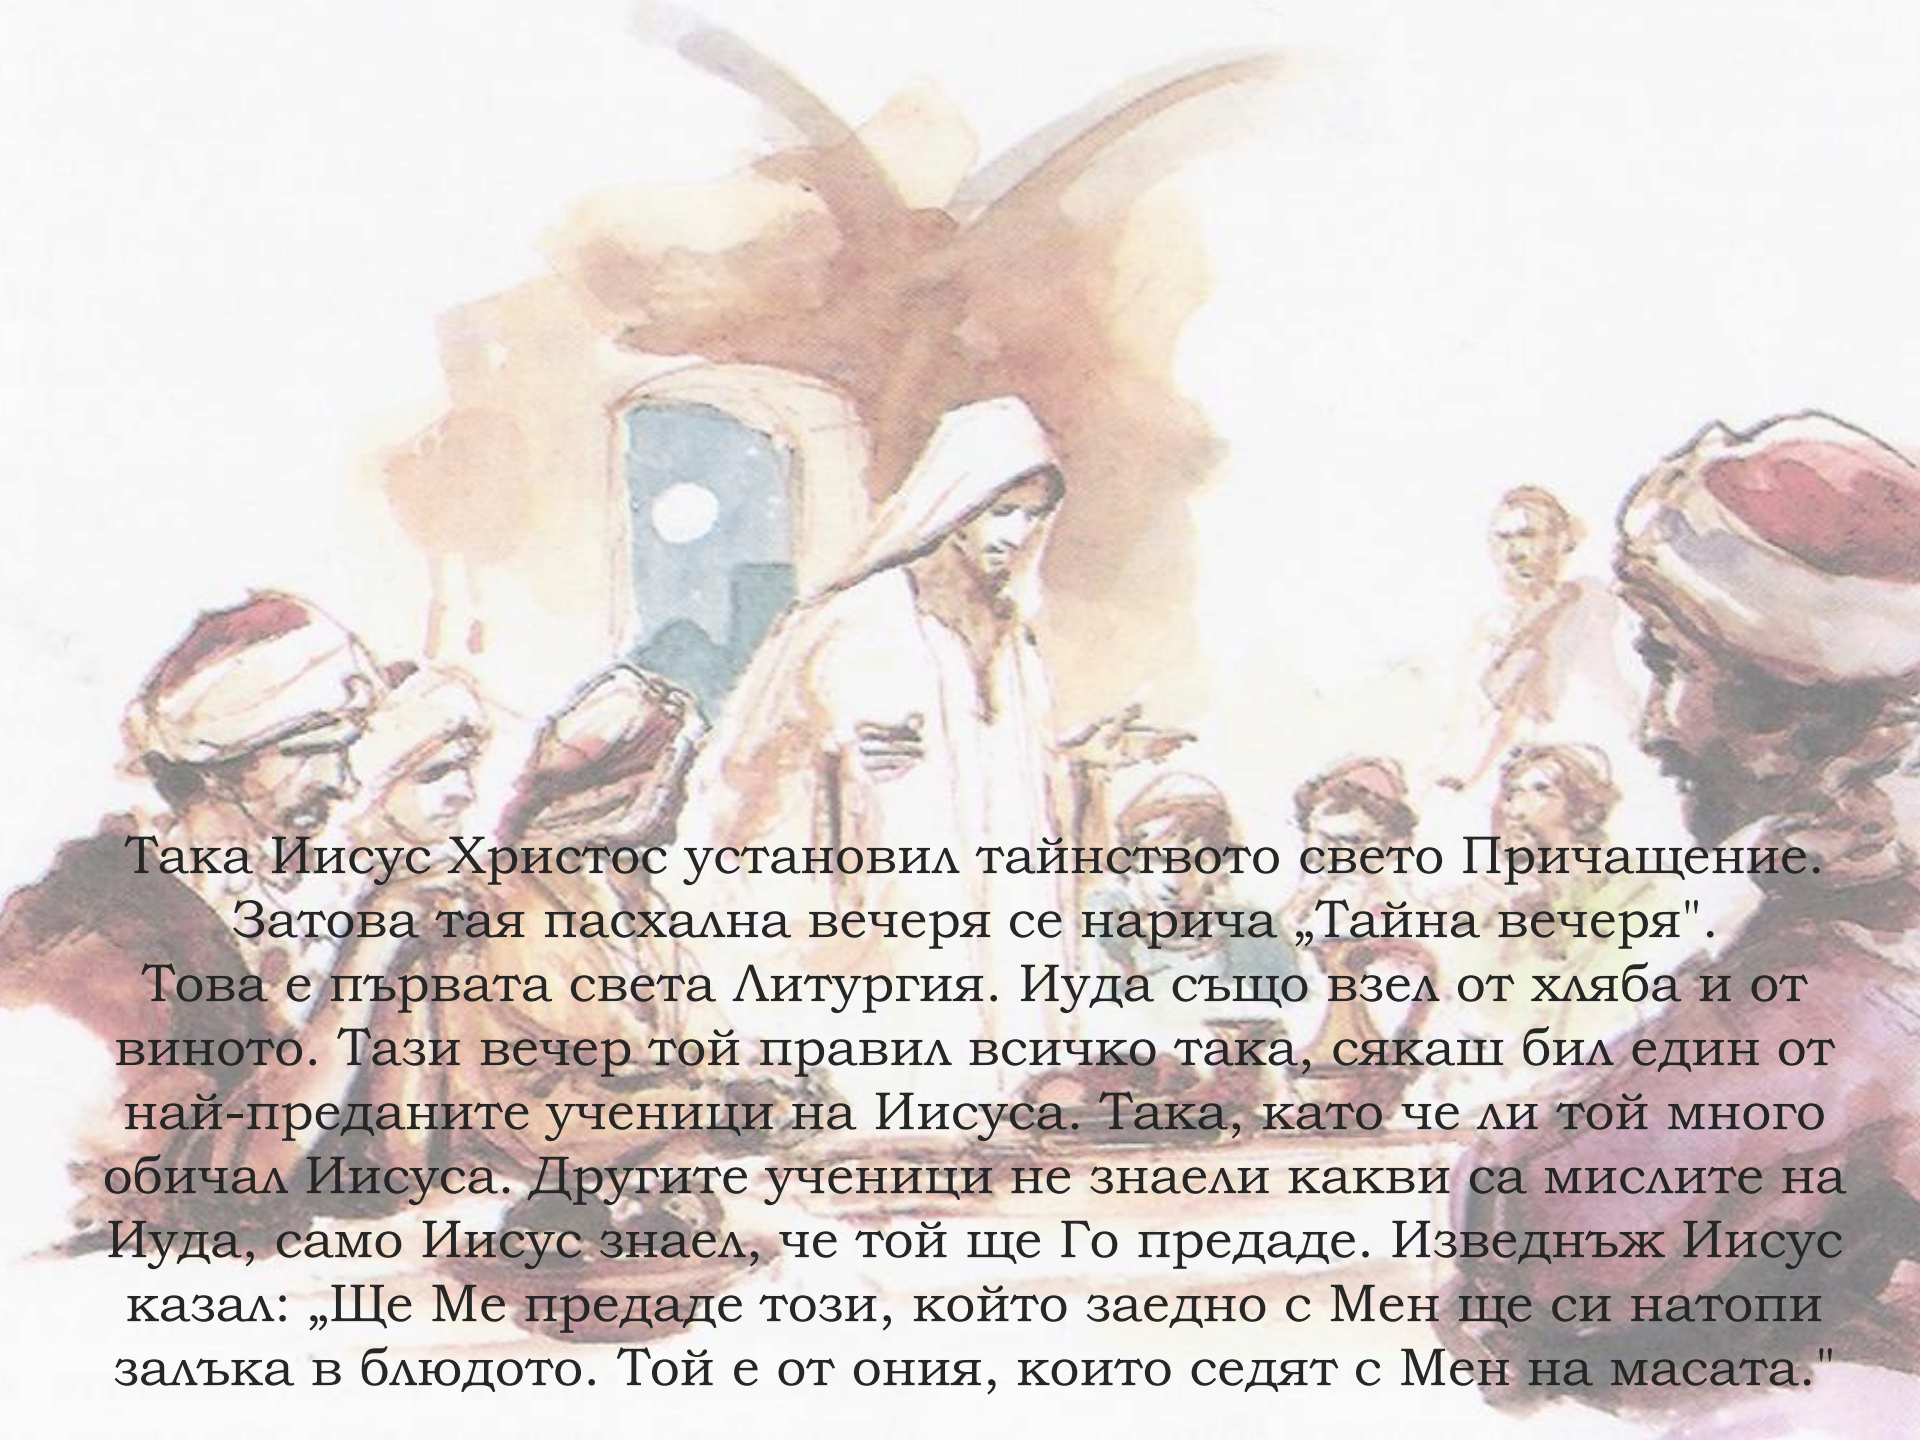 Така Иисус Христос установил тайнството свето Причащение.
Затова тая пасхална вечеря се нарича „Тайна вечеря".
Това е първата света Литургия. Иуда също взел от хляба и от
виното. Тази вечер той правил всичко така, сякаш бил един от
най-преданите ученици на Иисуса. Така, като че ли той много
обичал Иисуса. Другите ученици не знаели какви са мислите на
Иуда, само Иисус знаел, че той ще Го предаде. Изведнъж Иисус
казал: „Ще Ме предаде този, който заедно с Мен ще си натопи
залъка в блюдото. Той е от ония, които седят с Мен на масата."